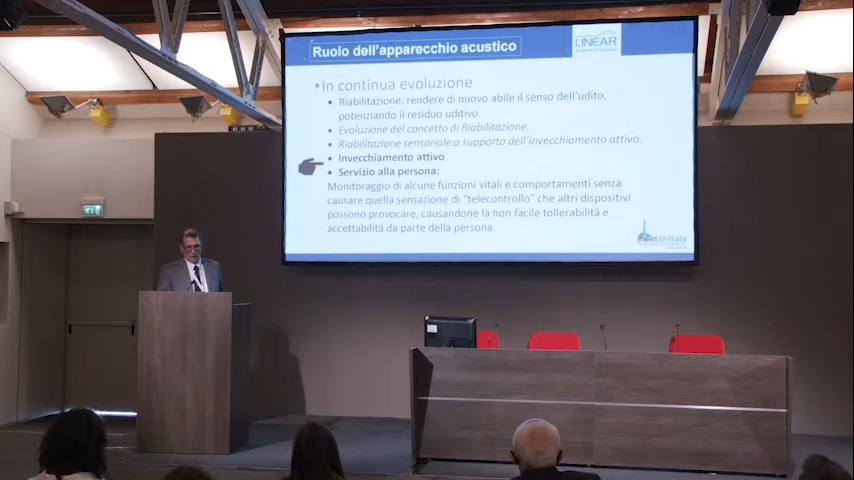 Ruolo dell'apparecchio acustico
LINEAR
• In continua evoluzione
• Riabilitazione: rendere di nuovo abile il senso dell'udito,
potenziando il residuo uditivo.
• Evoluzione del concetto di Riabilitazione.
• Riabilitazione sensoriale a supporto dell'Invecchiamento attivo.
• Invecchiamento attivo
• Servizio alla persona:
Monitoraggio di alcune funzioni vitali e comportamenti senza
causare quella sensazione di "telecontrollo" che altri dispositivi
possono provocare, causandone la non facile tollerabilità e
accettabilità da parte della persona.
meet in italy